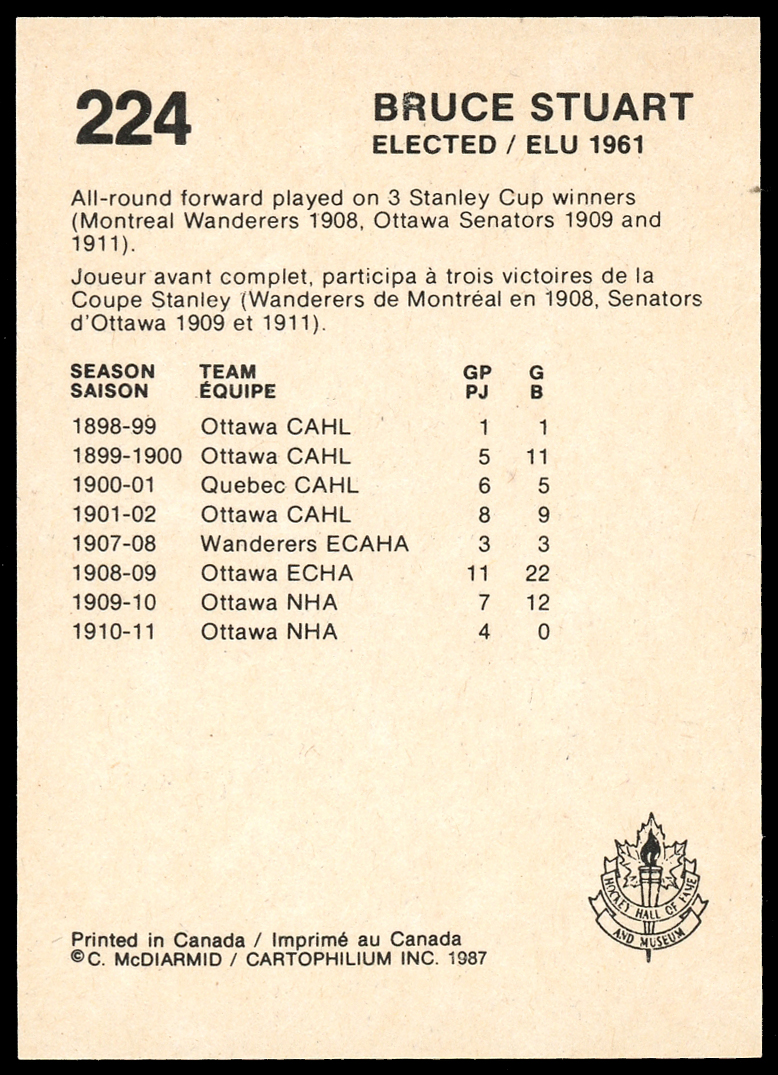 224
BRUCE STUART
ELECTED / ELU 1961
All-round forward played on 3 Stanley Cup winners
(Montreal Wanderers 1908, Ottawa Senators 1909 and
1911).
Joueur avant complet, participa à trois victoires de la
Coupe Stanley (Wanderers de Montréal en 1908, Senators
d'Ottawa 1909 et 1911).
SEASON TEAM GP G
SAISON ÉQUIPE PJ B
1898-99 Ottawa CAHL 1 1
1899-1900 Ottawa CAHL 5 11
1900-01 Quebec CAHL 6 5
1901-02 Ottawa CAHL 8 9
1907-08 Wanderers ECAHA 3 3
1908-09 Ottawa ECHA 11 22
1909-10 Ottawa NHA 7 12
1910-11 Ottawa NHA 4 0
HOCKEY HALL OF FAME
AND MUSEUM
Printed in Canada / Imprimé au Canada
©C. McDIARMID / CARTOPHILIUM INC. 1987